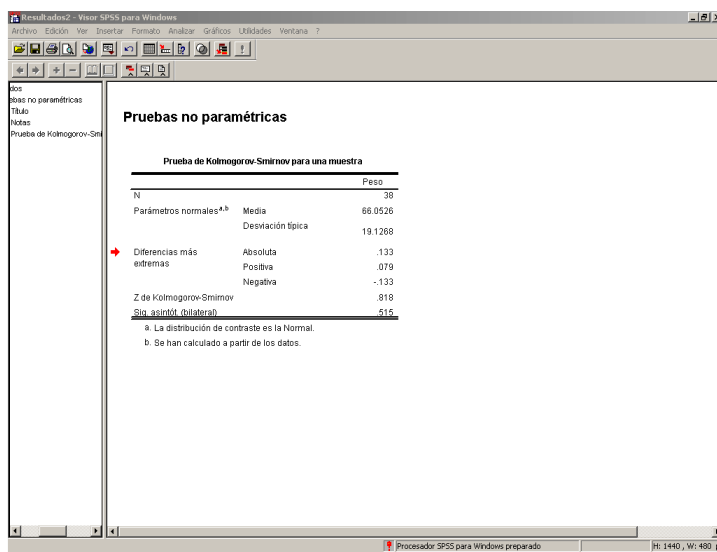 Resultados2 - Visor SPSS para Windows
Archivo Edición Ver Insertar Formato Analizar Gráficos Utilidades Ventana ?
dos
ebas no paramétricas
Título
Notas
Prueba de Kolmogorov-Smi
Pruebas no paramétricas
Prueba de Kolmogorov-Smirnov para una muestra
Peso
N 38
Parámetros normales a,b Media 66.0526
Desviación típica 19.1268
Diferencias más extremas Absoluta .133
Positiva .079
Negativa -.133
Z de Kolmogorov-Smirnov .818
Sig. asintót. (bilateral) .515
a. La distribución de contraste es la Normal.
b. Se han calculado a partir de los datos.
Procesador SPSS para Windows preparado H: 1440 , W: 480